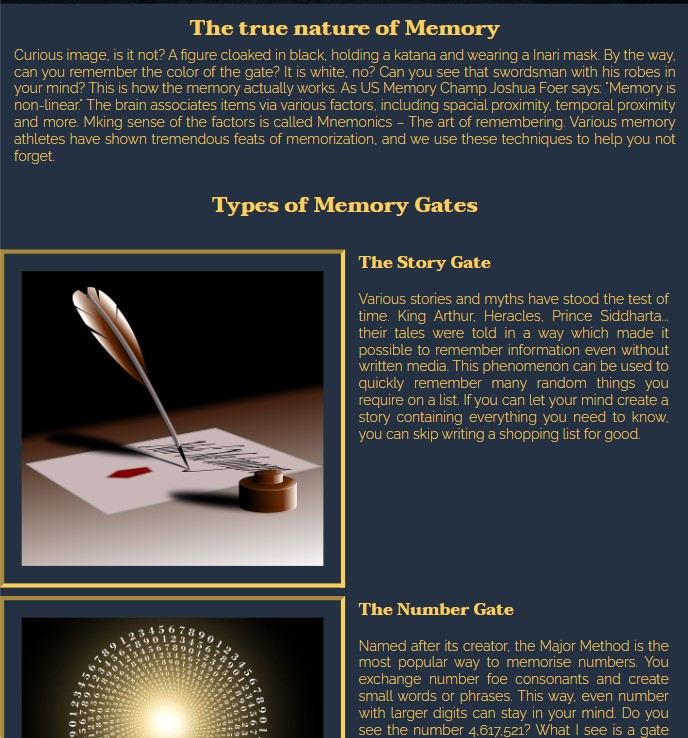 The true nature of Memory
Curious image, is it not? A figure cloaked in black, holding a katana and wearing a Inari mask. By the way,
can you remember the color of the gate? It is white, no? Can you see that swordsman with his robes in
your mind? This is how the memory actually works. As US Memory Champ Joshua Foer says: "Memory is
non-linear" The brain associates items via various factors, including spacial proximity, temporal proximity
and more. Mking sense of the factors is called Mnemonics – The art of remembering. Various memory
athletes have shown tremendous feats of memorization, and we use these techniques to help you not
forget.
Types of Memory Gates
The Story Gate
Various stories and myths have stood the test of
time. King Arthur, Heracles, Prince Siddharta...
their tales were told in a way which made it
possible to remember information even without
written media. This phenomenon can be used to
quickly remember many random things you
require on a list. If you can let your mind create a
story containing everything you need to know,
you can skip writing a shopping list for good.
The Number Gate
Named after its creator, the Major Method is the
most popular way to memorise numbers. You
exchange number foe consonants and create
small words or phrases. This way, even number
with larger digits can stay in your mind. Do you
see the number 4,617,521? What I see is a gate